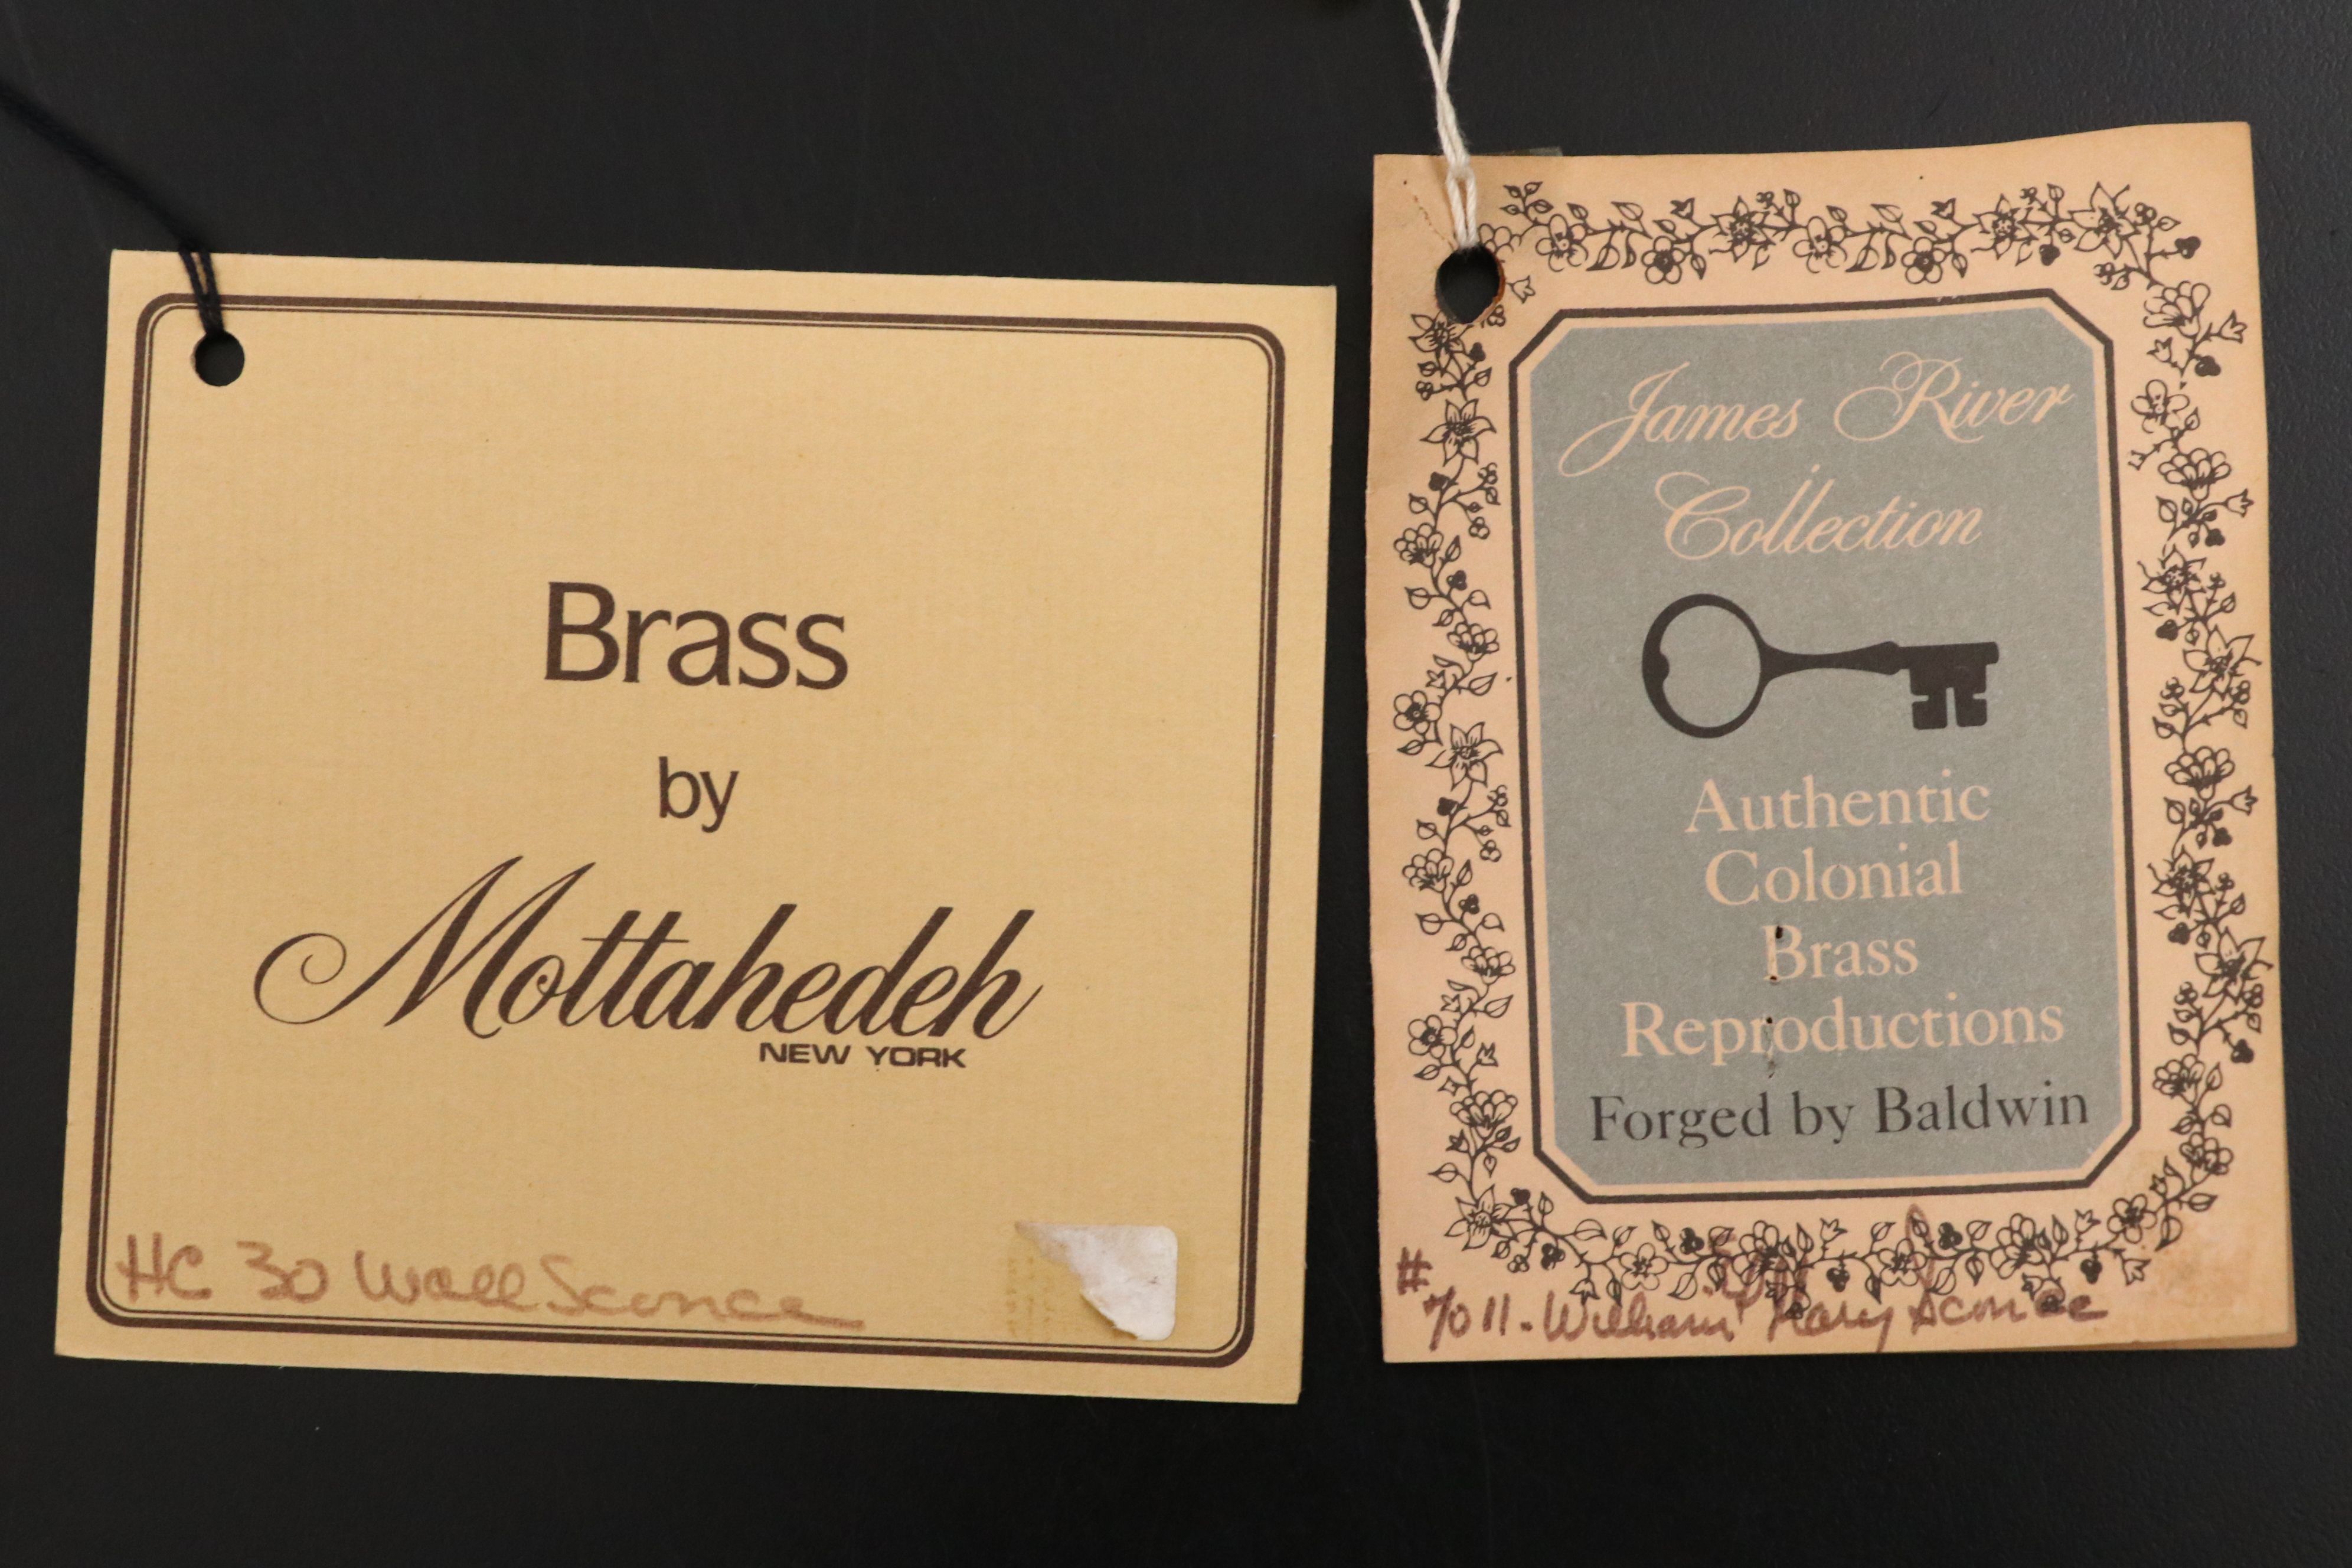 Brass
by
Mottahedeh
NEW YORK
HC 30 Wall Sconce
James River
Collection
Authentic
Colonial
Brass
Reproductions
Forged by Baldwin
#
7011. William Mary Sconce